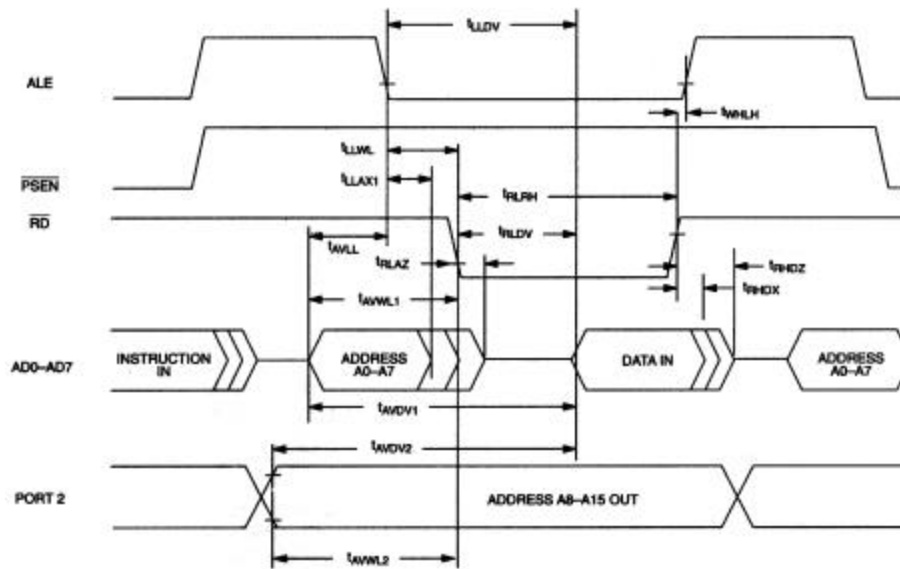 tLLDV
ALE
tWHLH
tLLWL
tLLAX1
PSEN
tRLRH
RD
tRLDV
tAVLL
tRLAZ
tRHDZ
tRHDX
tAVWL1
AD0–AD7
INSTRUCTION
IN
ADDRESS
A0–A7
DATA IN
ADDRESS
A0–A7
tAVDV1
tAVDV2
PORT 2
ADDRESS A8–A15 OUT
tAVWL2